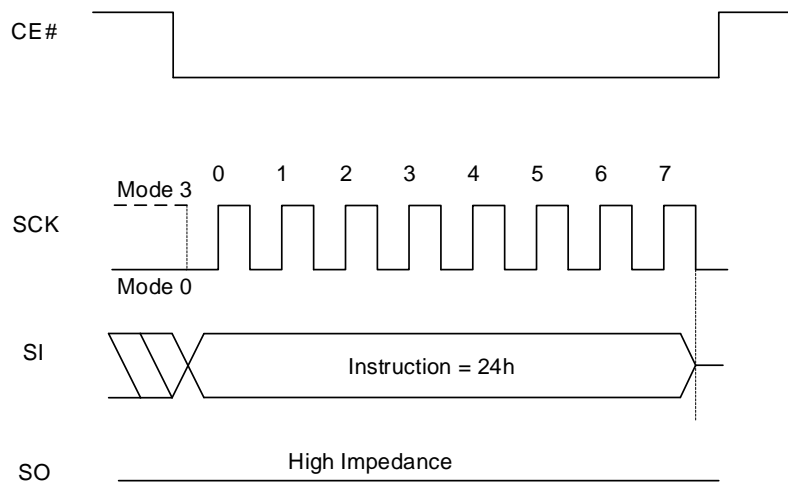 CE#
0 1 2 3 4 5 6 7
Mode 3
SCK
Mode 0
SI
Instruction = 24h
High Impedance
SO